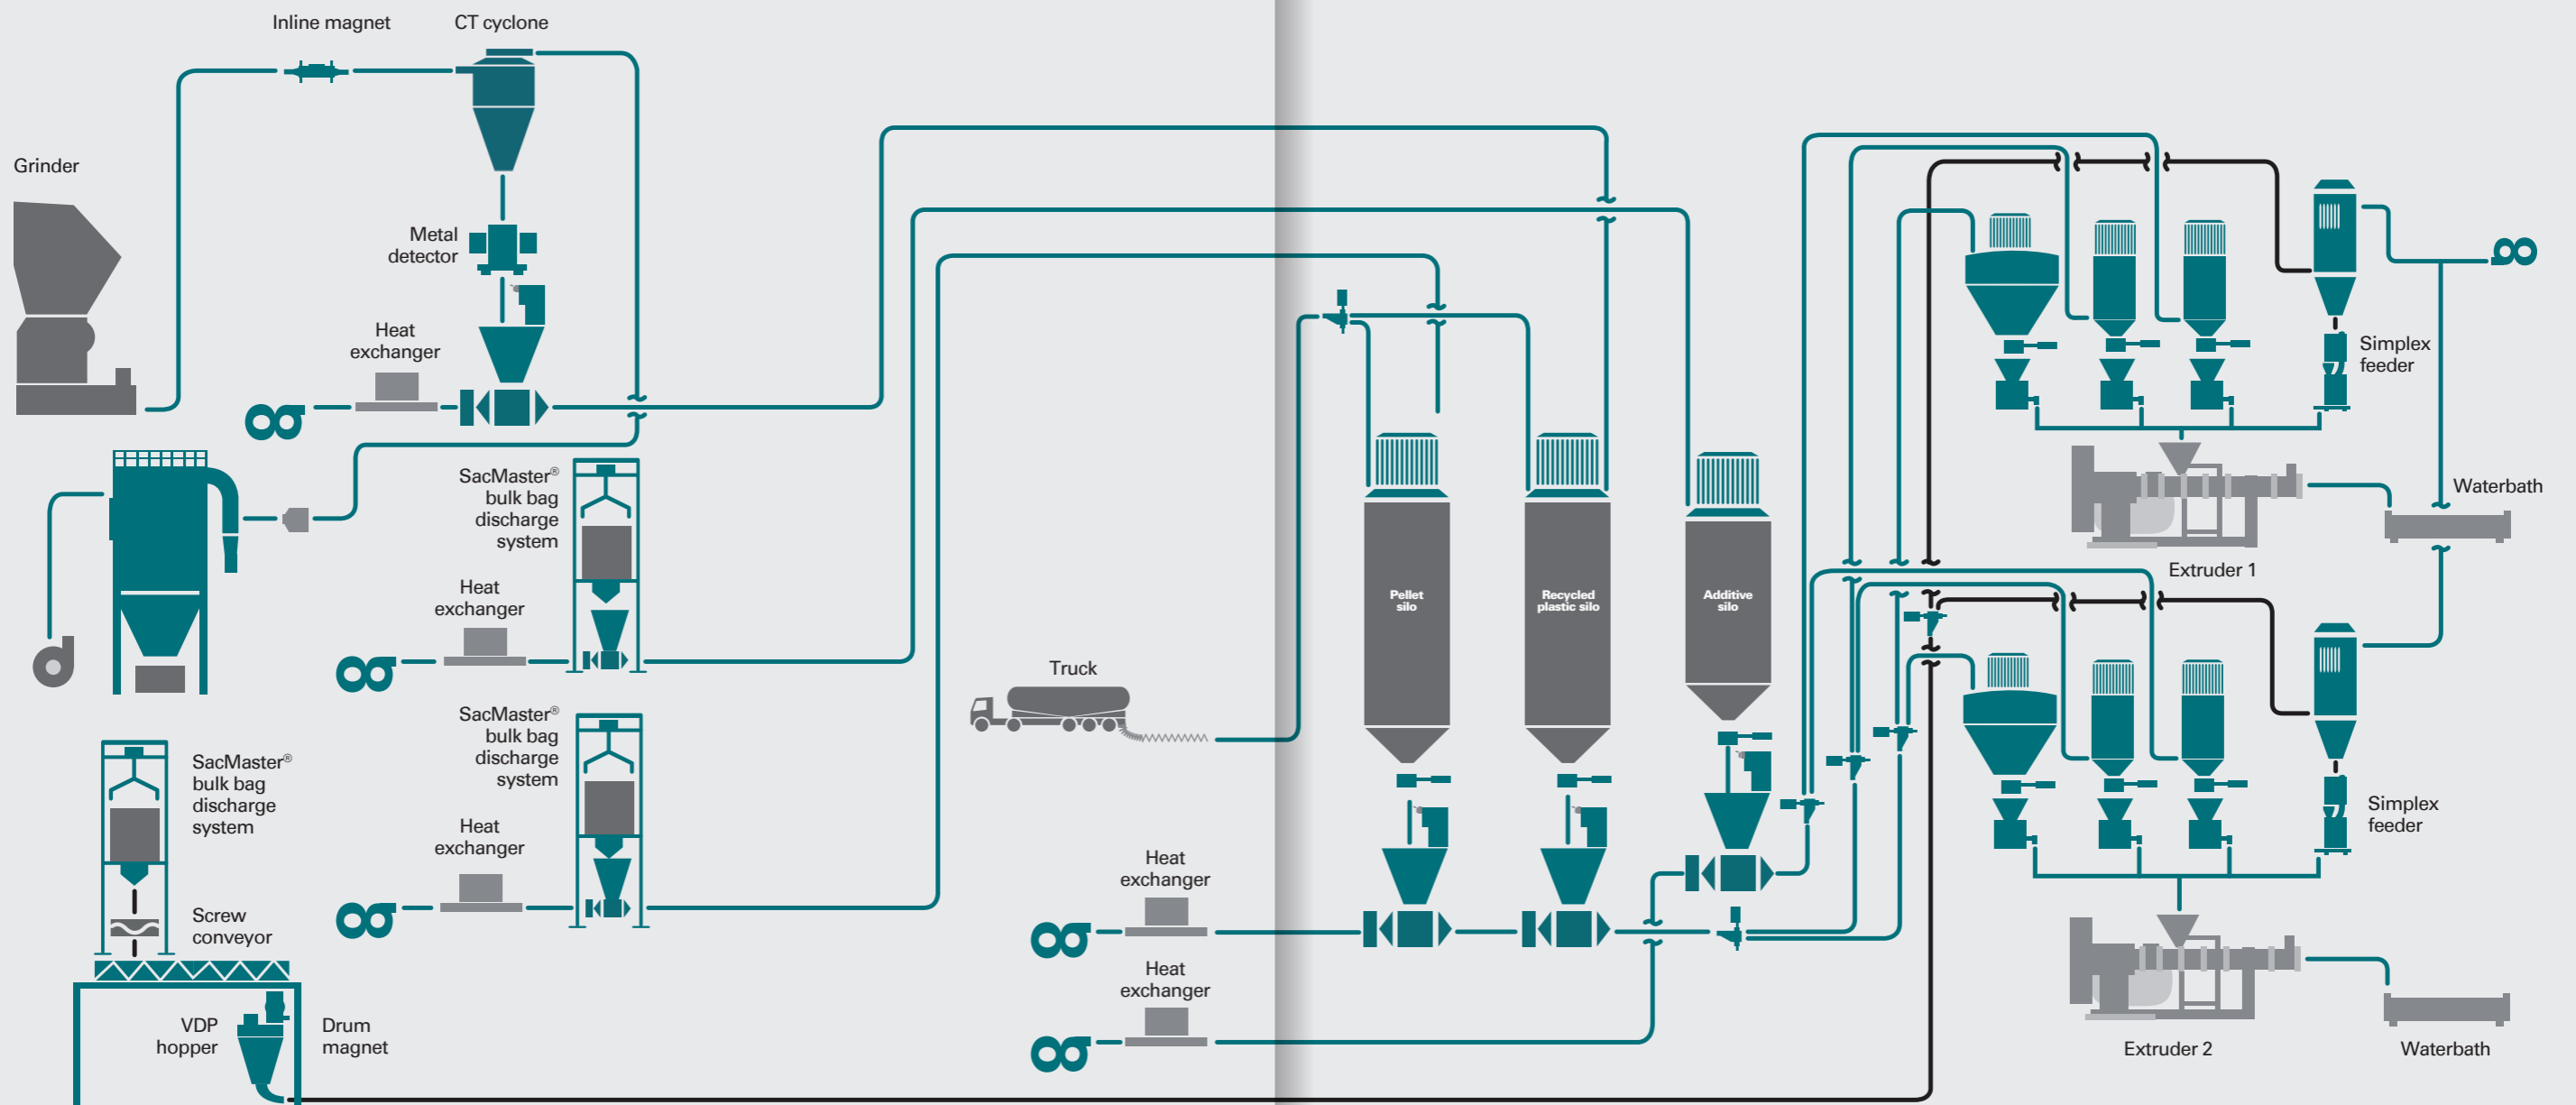 Inline magnet
CT cyclone
Grinder
Metal
detector
Heat
exchanger
SacMaster®
bulk bag
discharge
system
Heat
exchanger
SacMaster®
bulk bag
discharge
system
Heat
exchanger
SacMaster®
bulk bag
discharge
system
Screw
conveyor
VDP
hopper
Drum
magnet
Truck
Heat
exchanger
Heat
exchanger
Pellet
silo
Recycled
plastic silo
Additive
silo
Simplex
feeder
Waterbath
Extruder 1
Simplex
feeder
Extruder 2
Waterbath